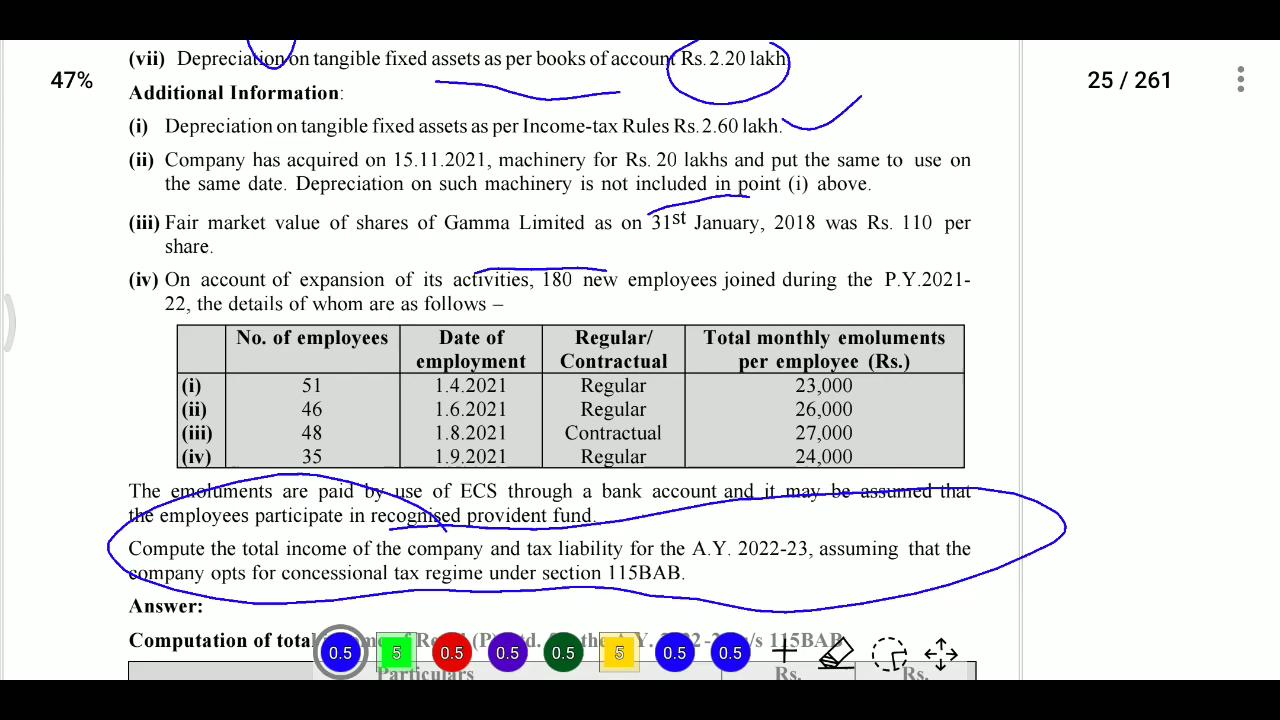 (vii) Depreciation on tangible fixed assets as per books of account Rs.2.20 lakh
47%
25 / 261
Additional Information:
(i) Depreciation on tangible fixed assets as per Income-tax Rules Rs.2.60 lakh.
(ii) Company has acquired on 15.11.2021, machinery for Rs. 20 lakhs and put the same to use on
the same date. Depreciation on such machinery is not included in point (i) above.
(iii) Fair market value of shares of Gamma Limited as on 31st January, 2018 was Rs. 110 per
share.
(iv) On account of expansion of its activities, 180 new employees joined during the P.Y.2021-
22, the details of whom are as follows –
No. of employees Date of employment Regular/ Contractual Total monthly emoluments per employee (Rs.)
(i) 51 1.4.2021 Regular 23,000
(ii) 46 1.6.2021 Regular 26,000
(iii) 48 1.8.2021 Contractual 27,000
(iv) 35 1.9.2021 Regular 24,000
The emoluments are paid by use of ECS through a bank account and it may be assumed that
the employees participate in recognised provident fund.
Compute the total income of the company and tax liability for the A.Y. 2022-23, assuming that the
company opts for concessional tax regime under section 115BAB.
Answer:
Computation of total (P) Ltd. the A.Y. 115BAB
0.5 5 0.5 0.5 0.5 5 0.5 0.5
Particulars Rs. Rs.